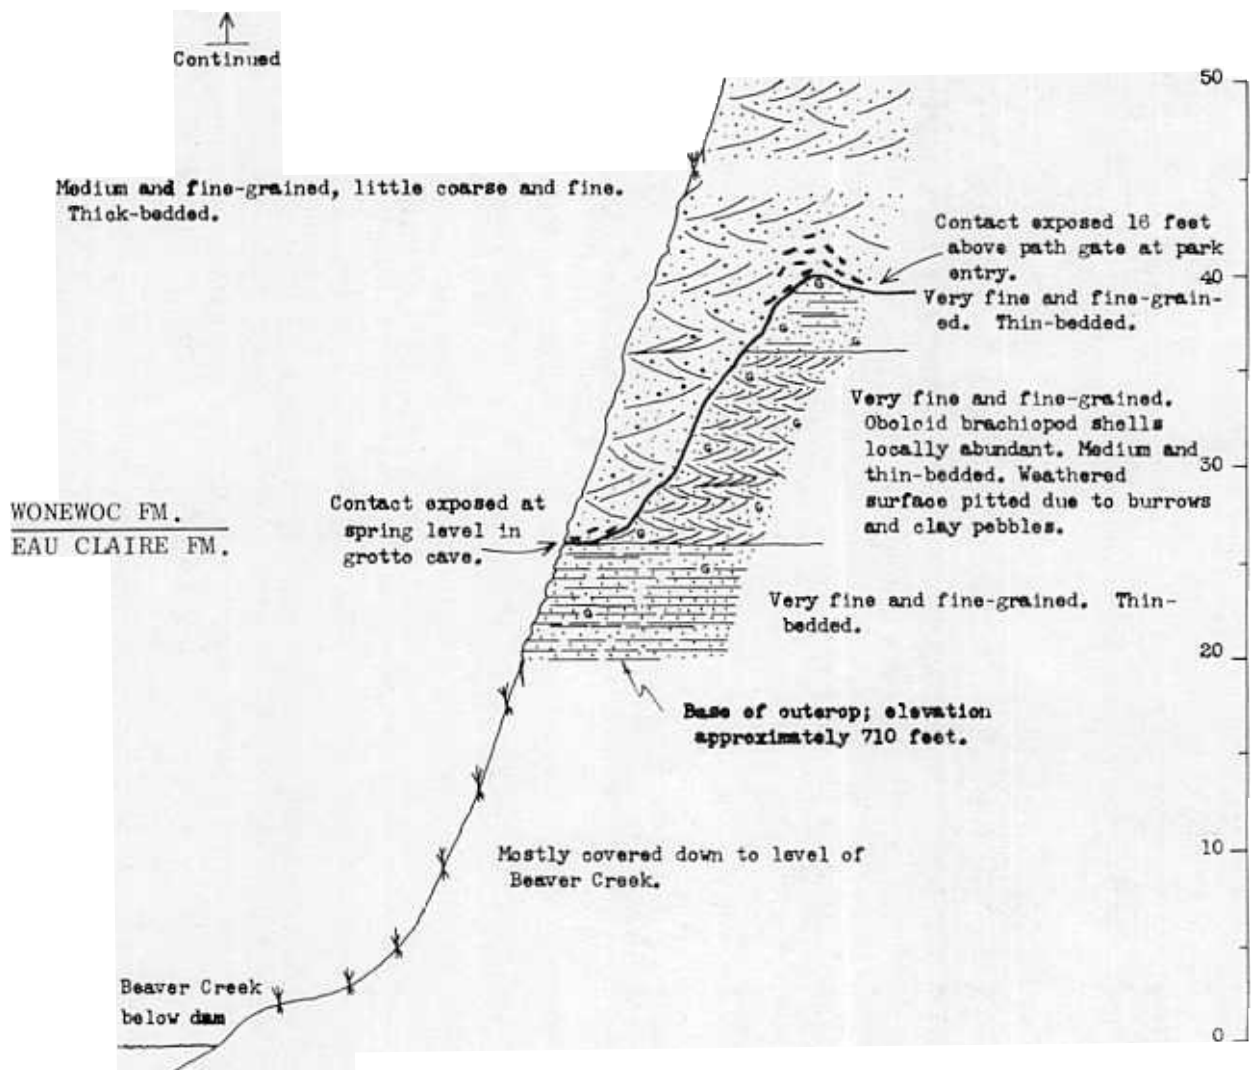 Continued
50
Medium and fine-grained, little coarse and fine.
Thick-bedded.
Contact exposed 16 feet
above path gate at park
entry.
40
Very fine and fine-grain-
ed. Thin-bedded.
G
G
G
G
Very fine and fine-grained.
Oboloid brachiopod shells
locally abundant. Medium and
thin-bedded. Weathered
surface pitted due to burrows
and clay pebbles.
G
G
30
Contact exposed at
spring level in
grotto cave.
WONEWOC FM.
EAU CLAIRE FM.
G
G
G
G
Very fine and fine-grained. Thin-
bedded.
20
Base of outcrop; elevation
approximately 710 feet.
10
Mostly covered down to level of
Beaver Creek.
Beaver Creek
below dam
0